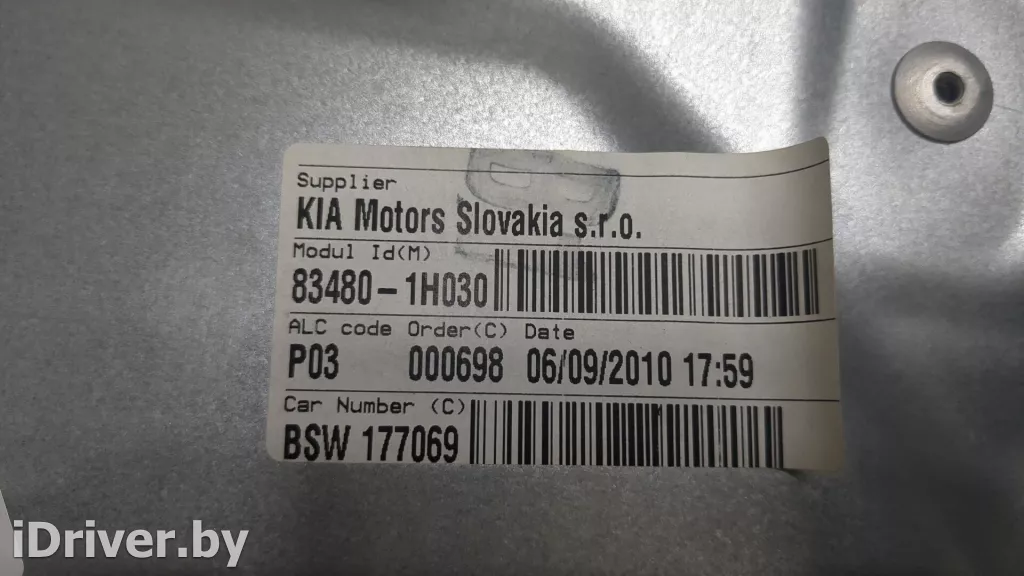 Supplier
KIA Motors Slovakia s.r.o.
Modul Id(M)
83480-1H030
ALC code Order(C) Date
P03 000698 06/09/2010 17:59
Car Number (C)
BSW 177069
iDriver.by